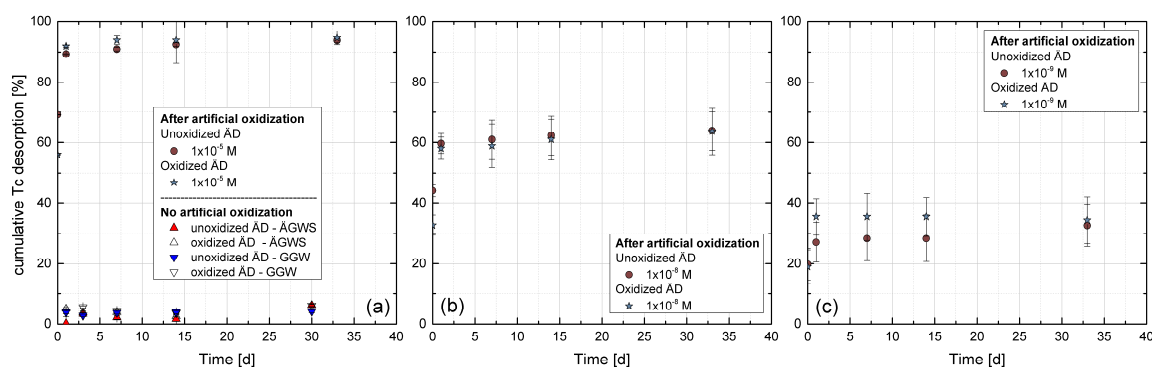 cumulative Tc desorption [%]
100
80
60
40
20
0
After artificial oxidization
Unoxidized ÄD
1x10⁻⁵ M
Oxidized ÄD
1x10⁻⁵ M
No artificial oxidization
unoxidized ÄD - ÄGWS
oxidized ÄD - ÄGWS
unoxidized ÄD - GGW
oxidized ÄD - GGW
(a)
0 5 10 15 20 25 30 35 40
Time [d]
100
80
60
40
20
0
After artificial oxidization
Unoxidized ÄD
1x10⁻⁸ M
Oxidized ÄD
1x10⁻⁸ M
(b)
0 5 10 15 20 25 30 35 40
Time [d]
100
80
60
40
20
0
After artificial oxidization
Unoxidized ÄD
1x10⁻⁹ M
Oxidized ÄD
1x10⁻⁹ M
(c)
0 5 10 15 20 25 30 35 40
Time [d]